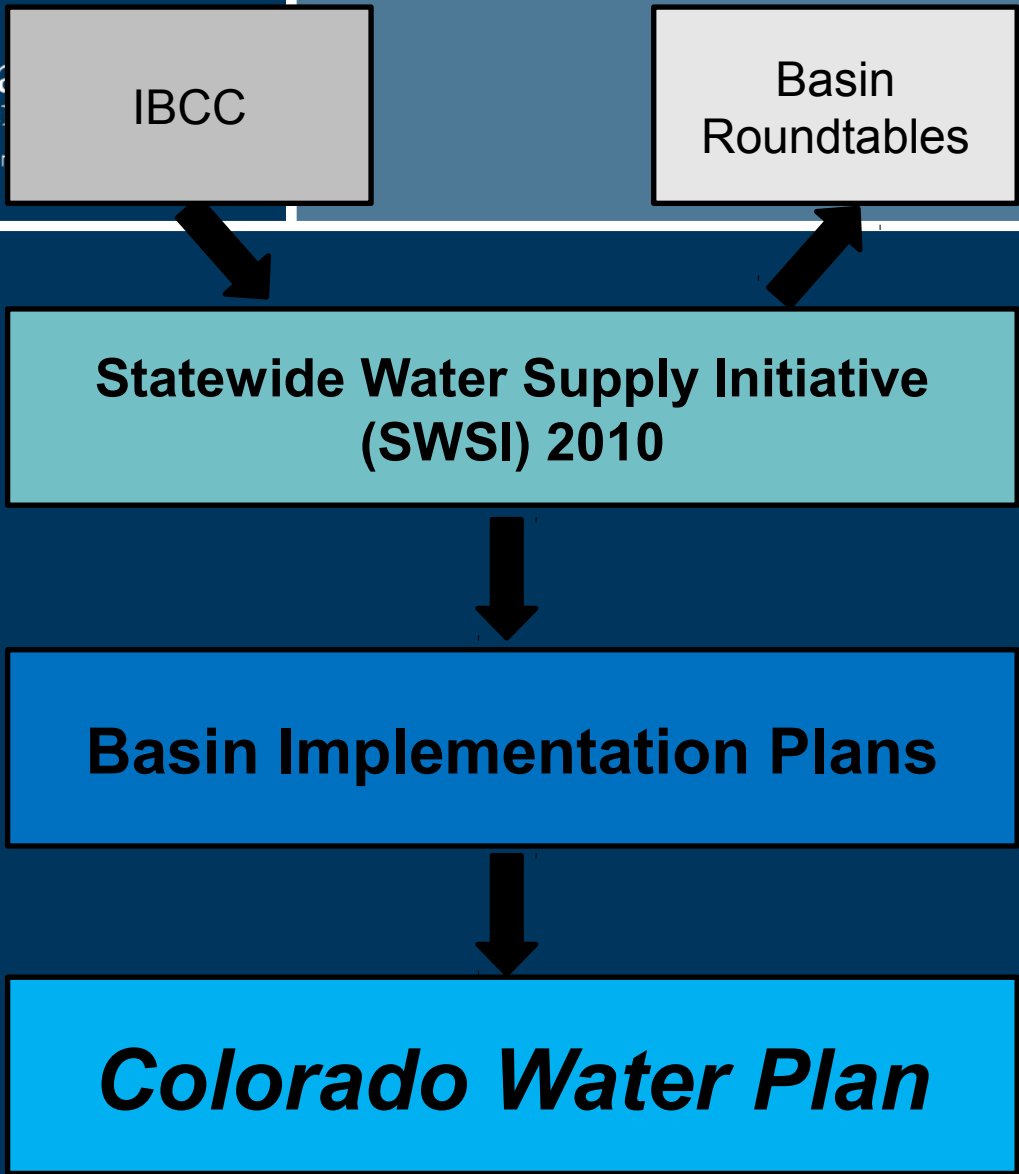 IBCC
Basin
Roundtables
Statewide Water Supply Initiative
(SWSI) 2010
Basin Implementation Plans
Colorado Water Plan